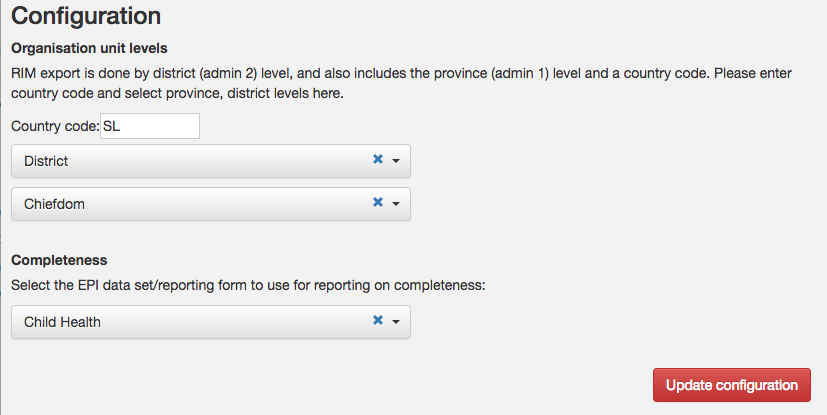 Configuration
Organisation unit levels
RIM export is done by district (admin 2) level, and also includes the province (admin 1) level and a country code. Please enter
country code and select province, district levels here.
Country code: SL
District
Chiefdom
Completeness
Select the EPI data set/reporting form to use for reporting on completeness:
Child Health
Update configuration